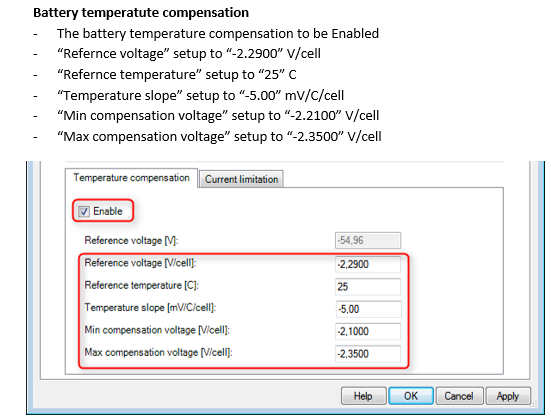 Battery temperatute compensation
- The battery temperature compensation to be Enabled
- “Refernce voltage” setup to “-2.2900” V/cell
- “Refernce temperature” setup to “25” C
- “Temperature slope” setup to “-5.00” mV/C/cell
- “Min compensation voltage” setup to “-2.2100” V/cell
- “Max compensation voltage” setup to “-2.3500” V/cell
Temperature compensation Current limitation
Enable
Reference voltage [V]: -54,96
Reference voltage [V/cell]: -2,2900
Reference temperature [C]: 25
Temperature slope [mV/C/cell]: -5,00
Min compensation voltage [V/cell]: -2,1000
Max compensation voltage [V/cell]: -2,3500
Help OK Cancel Apply